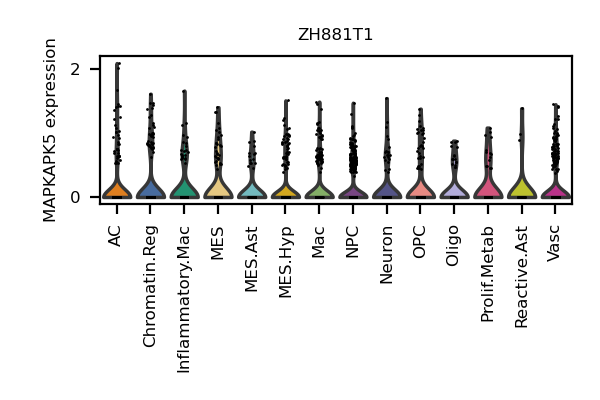 ZH881T1
MAPKAPK5 expression
2
0
AC
Chromatin.Reg
Inflammatory.Mac
MES
MES.Ast
MES.Hyp
Mac
NPC
Neuron
OPC
Oligo
Prolif.Metab
Reactive.Ast
Vasc